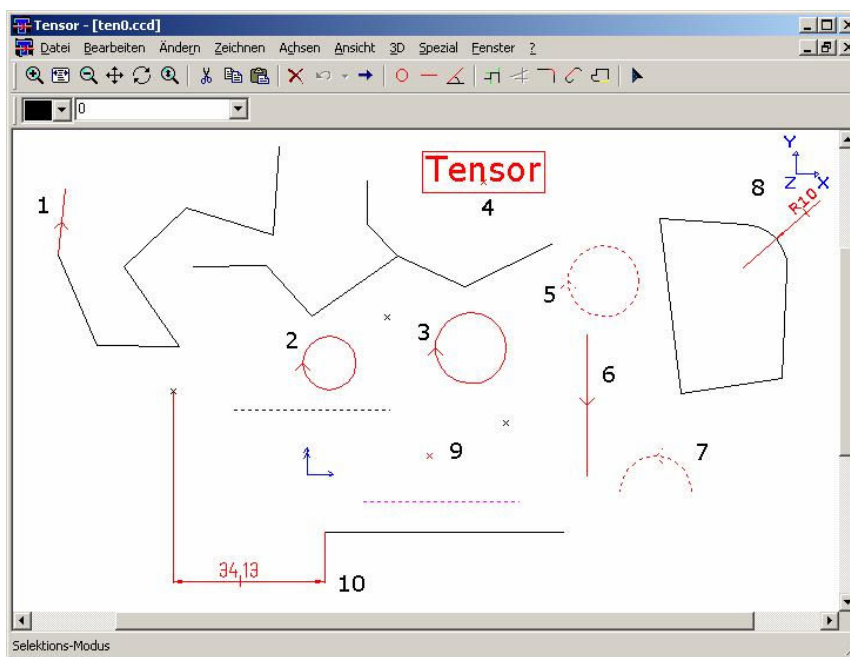 Tensor - [ten0.ccd]
Datei Bearbeiten Ändern Zeichnen Achsen Ansicht 3D Spezial Fenster ?
0
Tensor
Y
Z X
1
4
8
R10
5
2
3
6
9
7
34,13
10
Selektions-Modus